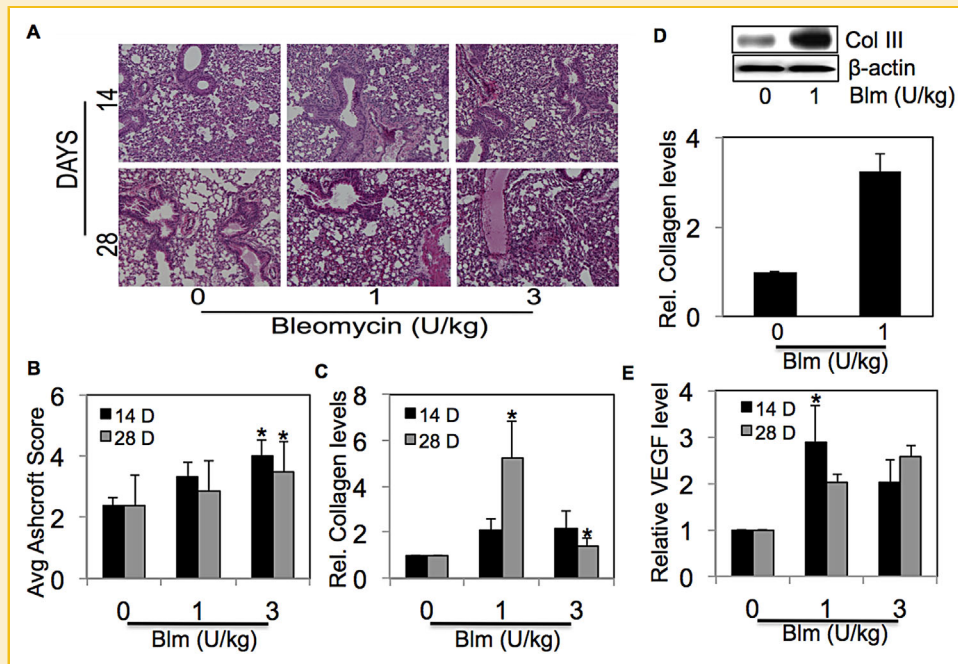 A
DAYS
14
28
0 1 3
Bleomycin (U/kg)
B
Avg Ashcroft Score
6
4
2
0
14 D
28 D
* *
0 1 3
Blm (U/kg)
C
Rel. Collagen levels
8
6
4
2
0
14 D
28 D
*
*
0 1 3
Blm (U/kg)
D
Col III
β-actin
0 1 Blm (U/kg)
Rel. Collagen levels
4
2
0
0 1
Blm (U/kg)
E
Relative VEGF level
4
3
2
1
0
14 D
28 D
*
0 1 3
Blm (U/kg)